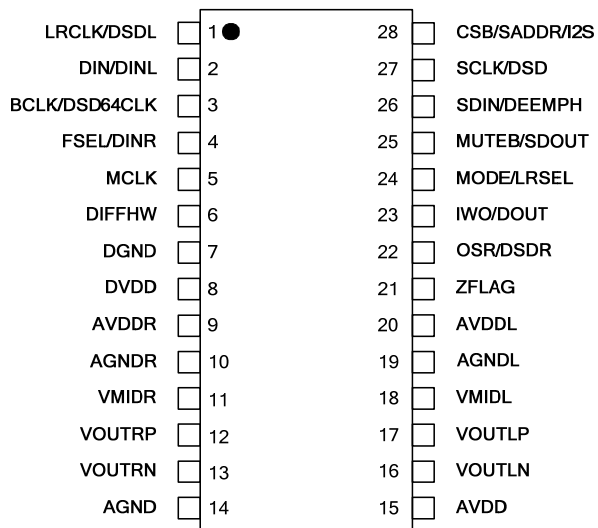 LRCLK/DSDL 1 28 CSB/SADDR/I2S
DIN/DINL 2 27 SCLK/DSD
BCLK/DSD64CLK 3 26 SDIN/DEEMPH
FSEL/DINR 4 25 MUTEB/SDOUT
MCLK 5 24 MODE/LRSEL
DIFFHW 6 23 IWO/DOUT
DGND 7 22 OSR/DSDR
DVDD 8 21 ZFLAG
AVDDR 9 20 AVDDL
AGNDR 10 19 AGNDL
VMIDR 11 18 VMIDL
VOUTRP 12 17 VOUTLP
VOUTRN 13 16 VOUTLN
AGND 14 15 AVDD